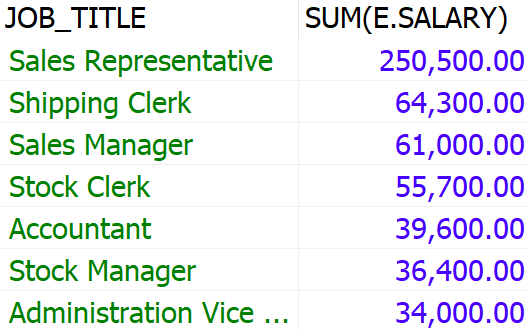 JOB_TITLE SUM(E.SALARY)
Sales Representative 250,500.00
Shipping Clerk 64,300.00
Sales Manager 61,000.00
Stock Clerk 55,700.00
Accountant 39,600.00
Stock Manager 36,400.00
Administration Vice ... 34,000.00